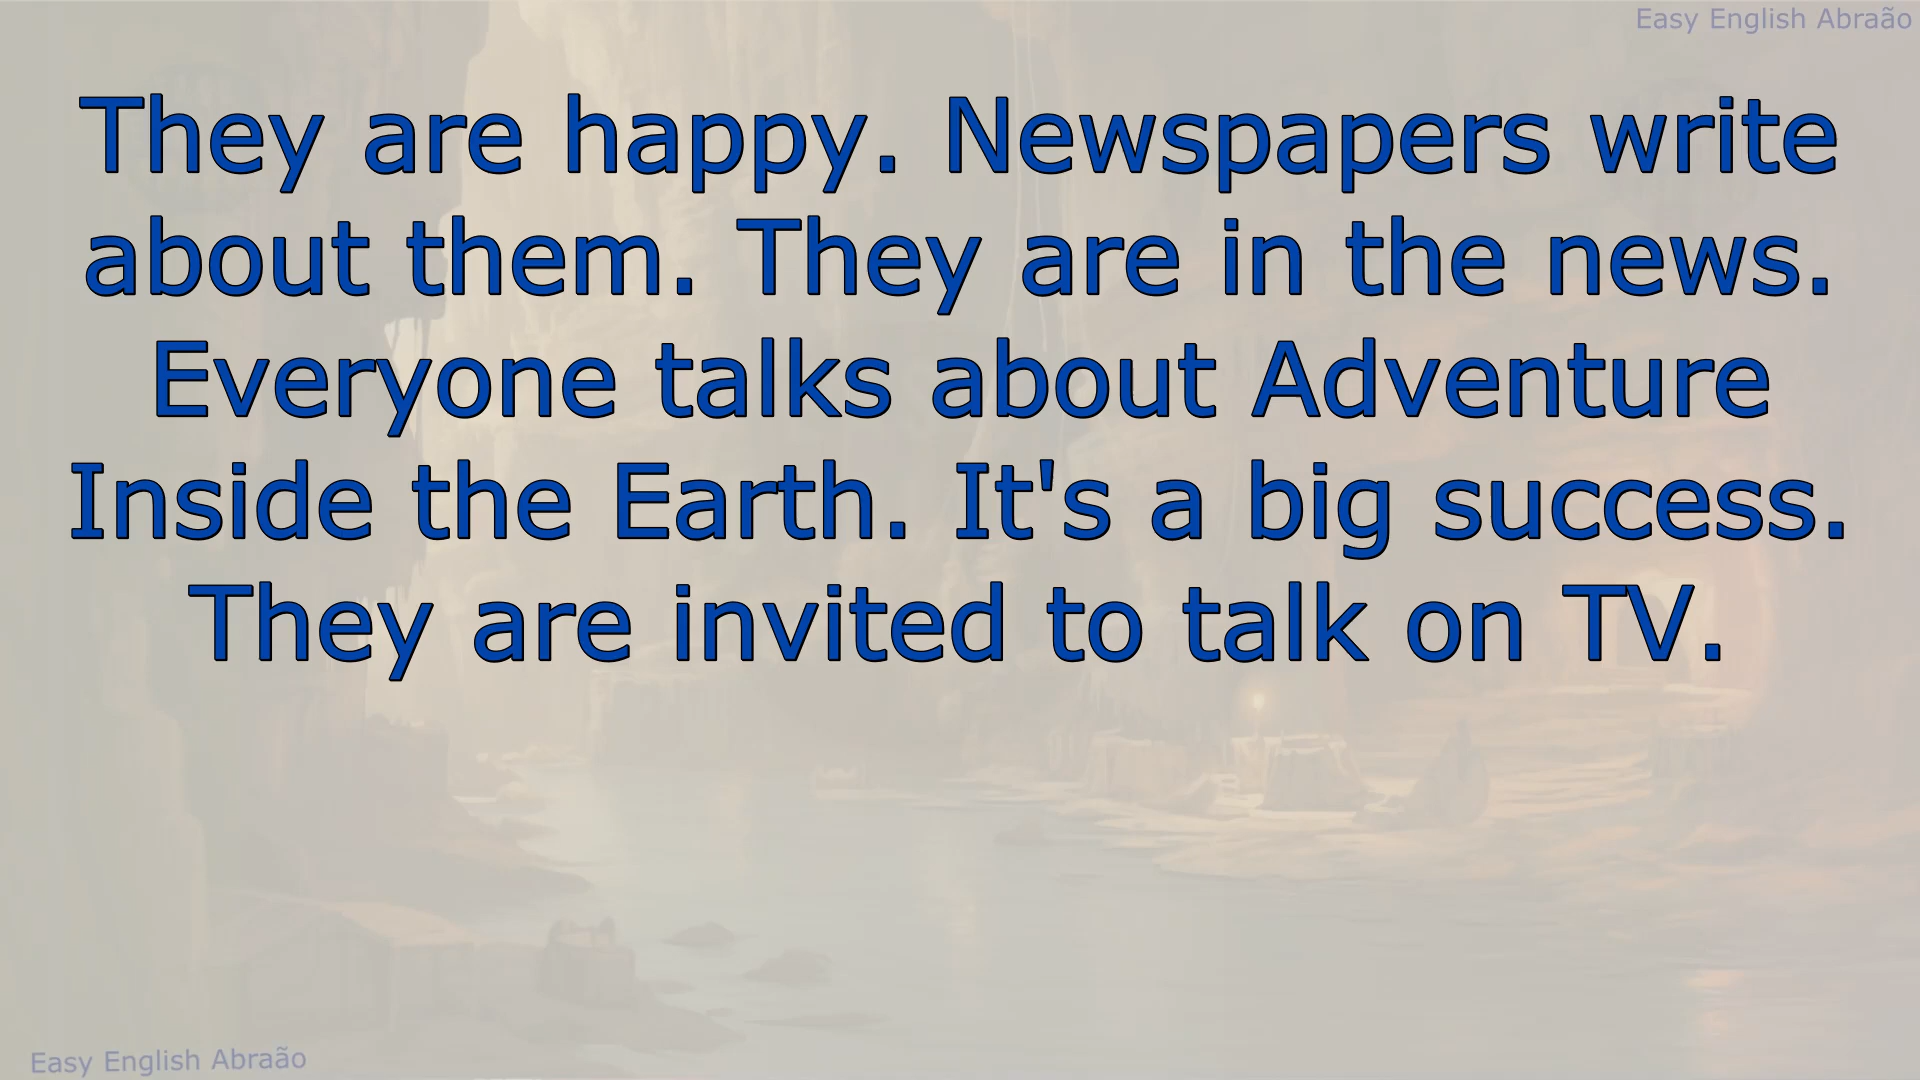 Easy English Abraão
They are happy. Newspapers write
about them. They are in the news.
Everyone talks about Adventure
Inside the Earth. It's a big success.
They are invited to talk on TV.
Easy English Abraão